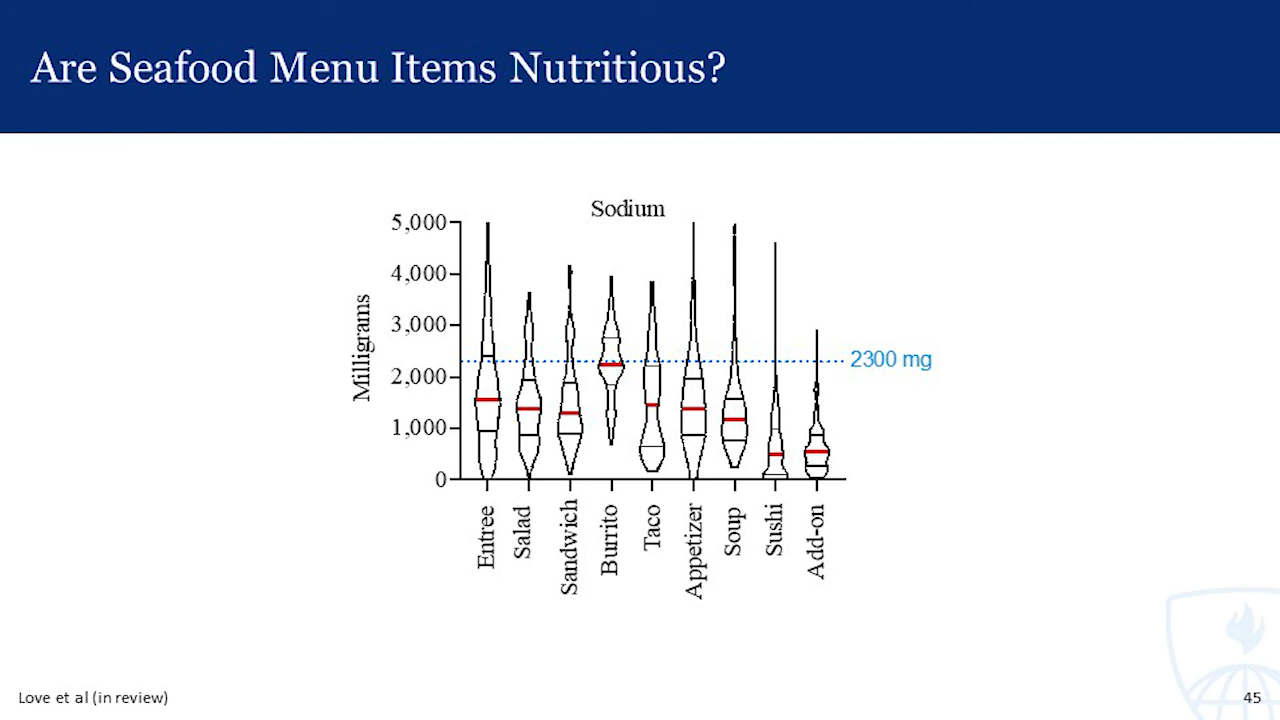 Are Seafood Menu Items Nutritious?
Sodium
Milligrams
5,000
4,000
3,000
2,000
1,000
0
2300 mg
Entree
Salad
Sandwich
Burrito
Taco
Appetizer
Soup
Sushi
Add-on
Love et al (in review)
45